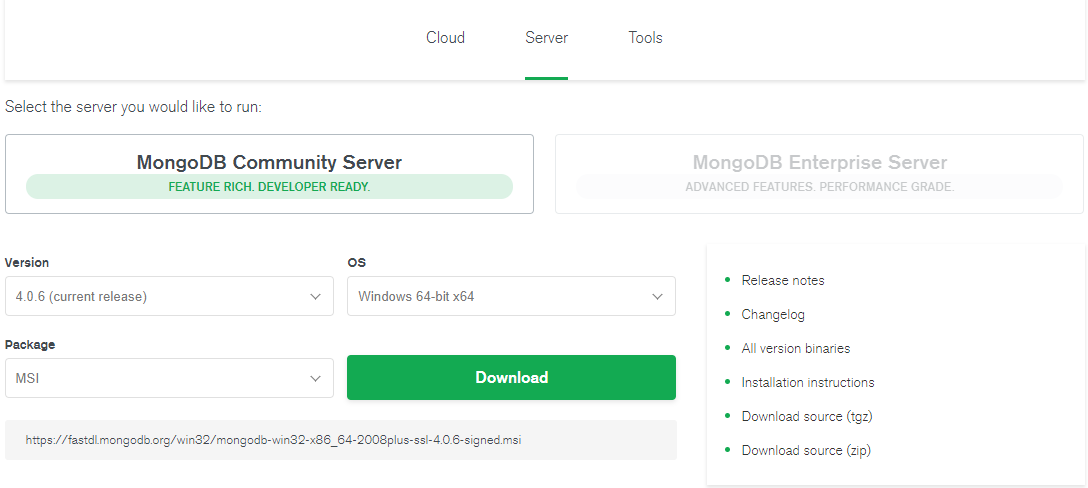 Cloud
Server
Tools
Select the server you would like to run:
MongoDB Community Server
FEATURE RICH. DEVELOPER READY.
MongoDB Enterprise Server
ADVANCED FEATURES. PERFORMANCE GRADE.
Version
4.0.6 (current release)
OS
Windows 64-bit x64
Package
MSI
Download
https://fastdl.mongodb.org/win32/mongodb-win32-x86_64-2008plus-ssl-4.0.6-signed.msi
Release notes
Changelog
All version binaries
Installation instructions
Download source (tgz)
Download source (zip)